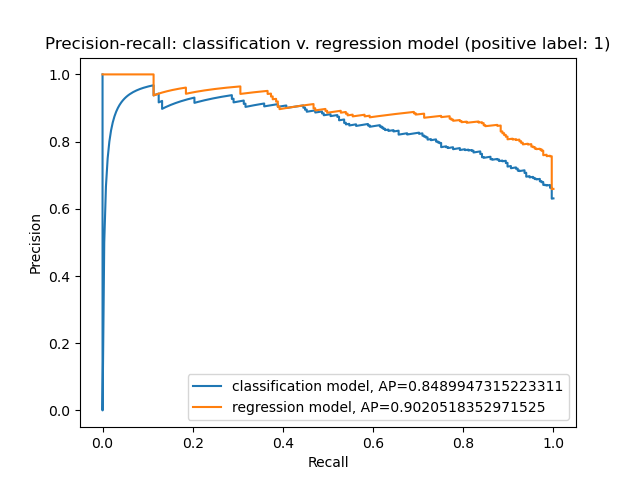 Precision-recall: classification v. regression model (positive label: 1)
1.0
0.8
0.6
0.4
0.2
0.0
Precision
classification model, AP=0.8489947315223311
regression model, AP=0.9020518352971525
0.0 0.2 0.4 0.6 0.8 1.0
Recall